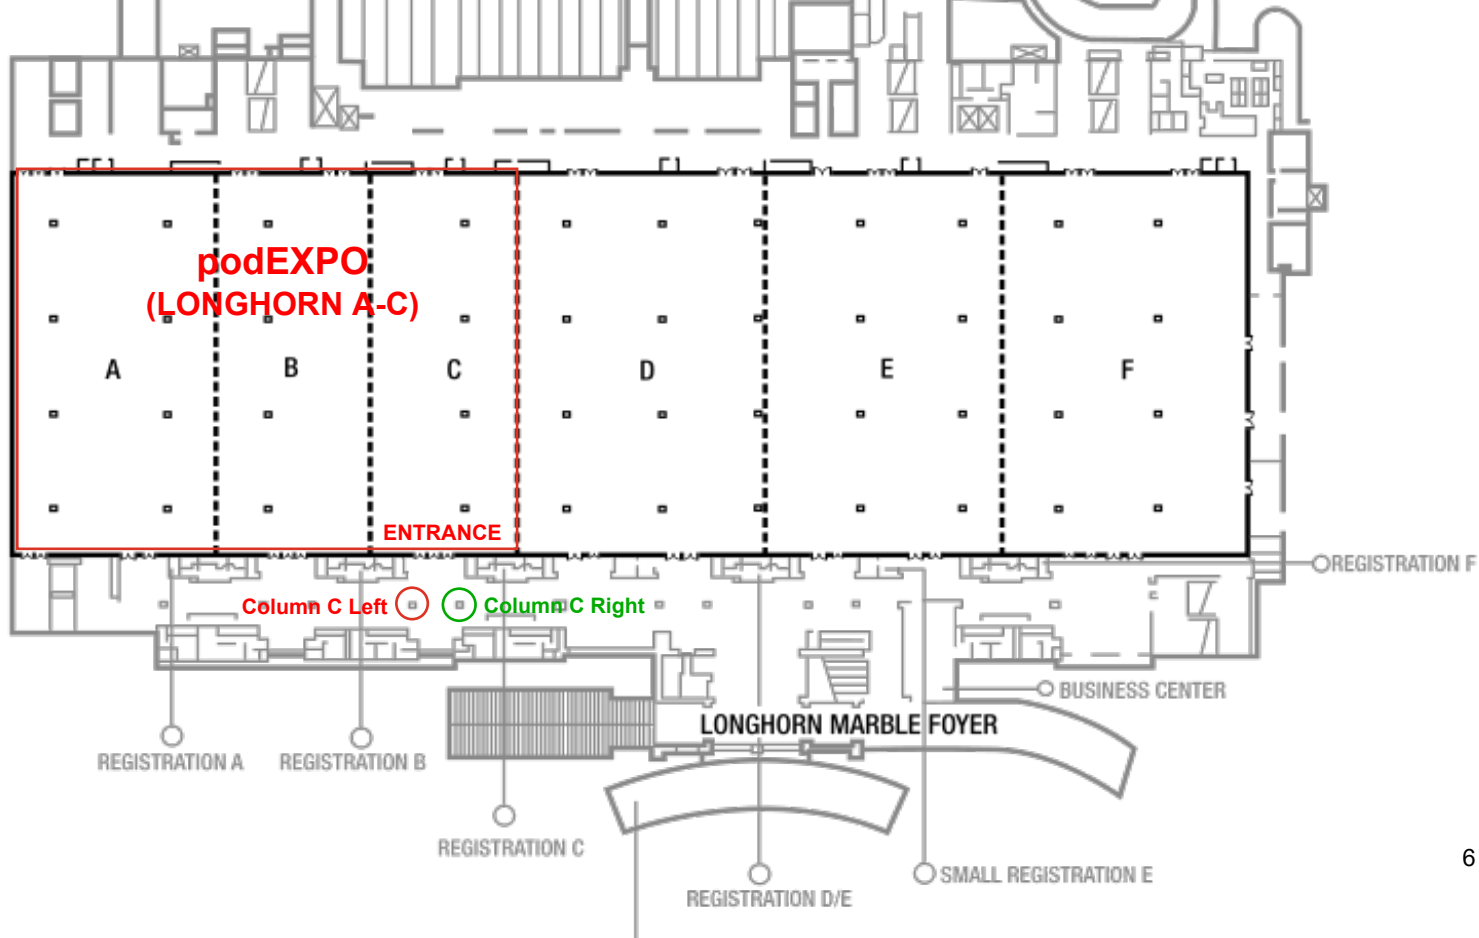 podEXPO
(LONGHORN A-C)
A
B
C
D
E
F
ENTRANCE
REGISTRATION F
Column C Left
Column C Right
BUSINESS CENTER
LONGHORN MARBLE FOYER
REGISTRATION A
REGISTRATION B
REGISTRATION C
6
SMALL REGISTRATION E
REGISTRATION D/E